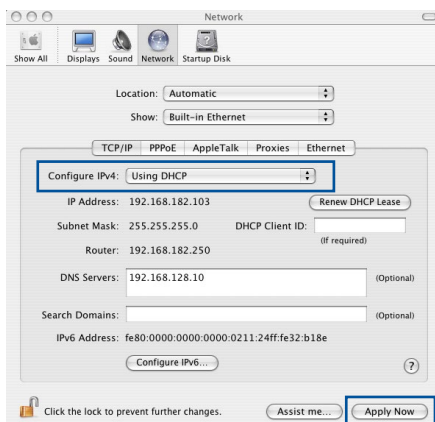 Network
Show All Displays Sound Network Startup Disk
Location: Automatic
Show: Built-in Ethernet
TCP/IP PPPoE AppleTalk Proxies Ethernet
Configure IPv4: Using DHCP
IP Address: 192.168.182.103 Renew DHCP Lease
Subnet Mask: 255.255.255.0 DHCP Client ID:
(If required)
Router: 192.168.182.250
DNS Servers: 192.168.128.10 (Optional)
Search Domains: (Optional)
IPv6 Address: fe80:0000:0000:0000:0211:24ff:fe32:b18e
Configure IPv6... ?
Click the lock to prevent further changes. Assist me... Apply Now